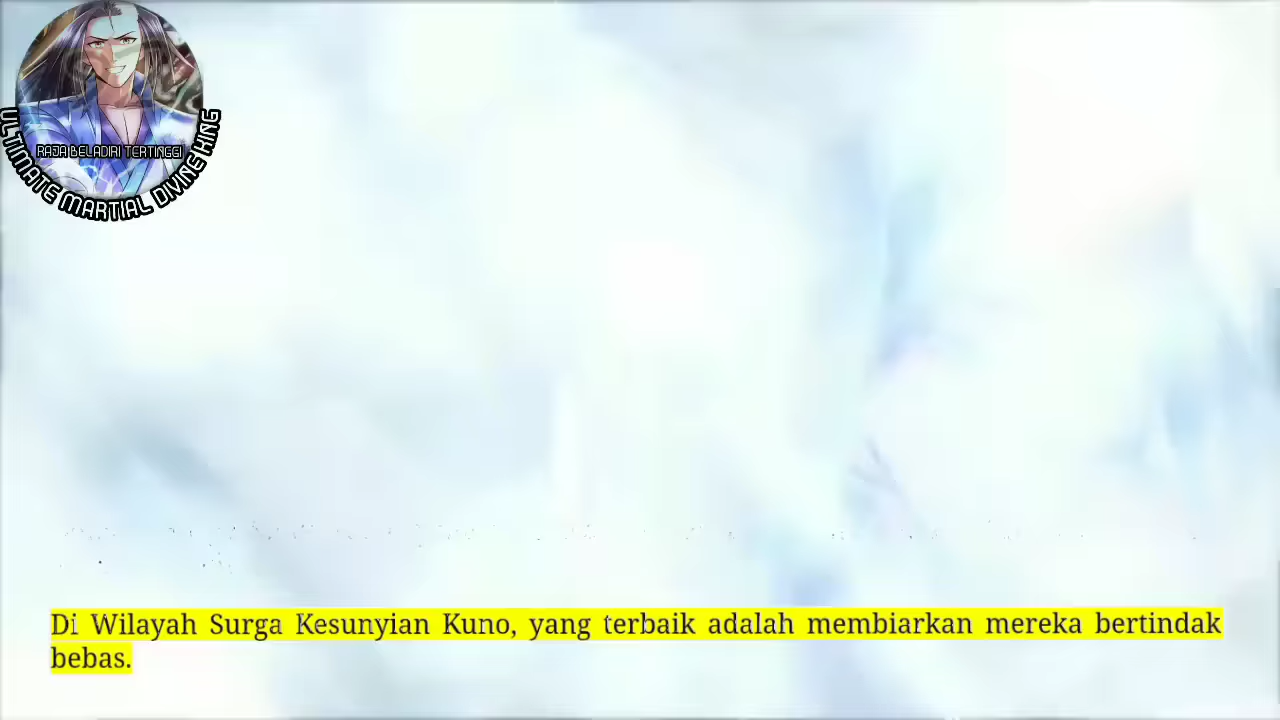 RAJA BELADIRI TERTINGGI
ULTIMATE MARTIAL DIVINE KING
Di Wilayah Surga Kesunyian Kuno, yang terbaik adalah membiarkan mereka bertindak
bebas.